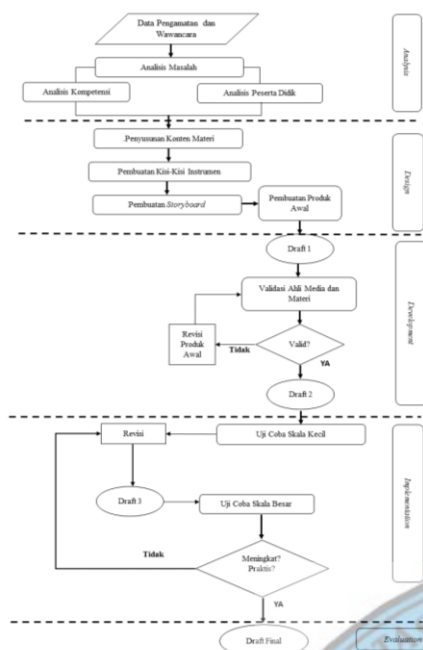 Data Pengamatan dan
Wawancara
Analisis Masalah
Analisis Kompetensi
Analisis Peserta Didik
Analysis
.Penyusunan Konten Materi
Pembuatan Kisi-Kisi Instrumen
Pembuatan Storyboard
Pembuatan Produk
Awal
Design
Draft 1
Validasi Ahli Media dan
Materi
Revisi
Produk
Awal
Tidak
Valid?
YA
Draft 2
Development
Revisi
Uji Coba Skala Kecil
Draft 3
Uji Coba Skala Besar
Tidak
Meningkat?
Praktis?
YA
Implementation
Draft Final
Evaluation